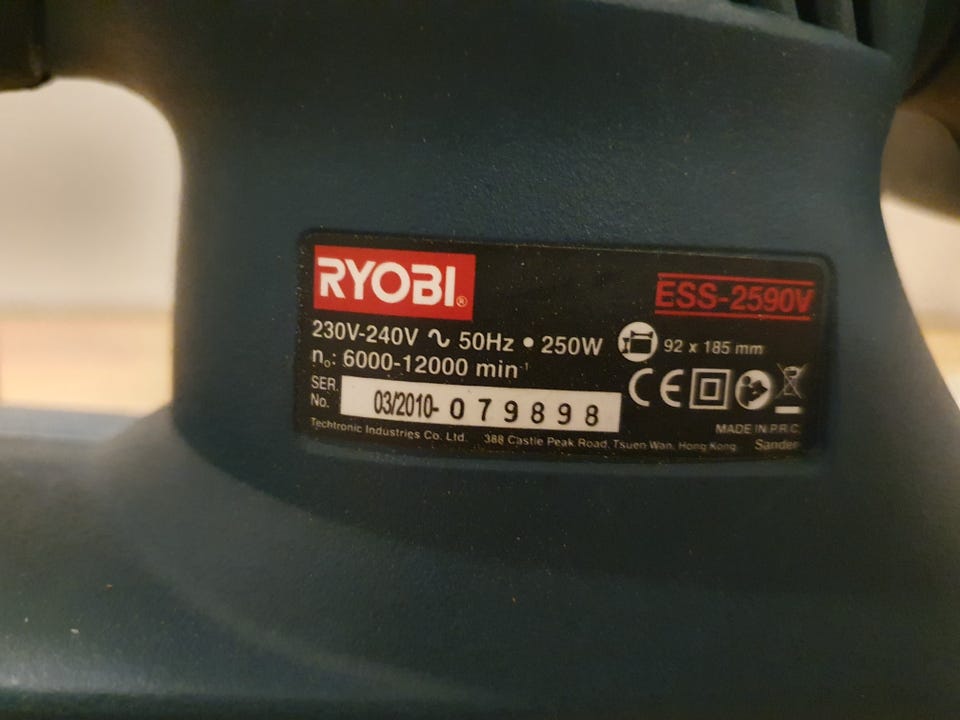 RYOBI®
ESS-2590V
230V-240V ∿ 50Hz • 250W
92 x 185 mm
n₀: 6000-12000 min⁻¹
SER. No. 03/2010-079898
CE
MADE IN P.R.C.
Techtronic Industries Co. Ltd. 388 Castle Peak Road, Tsuen Wan, Hong Kong. Sander